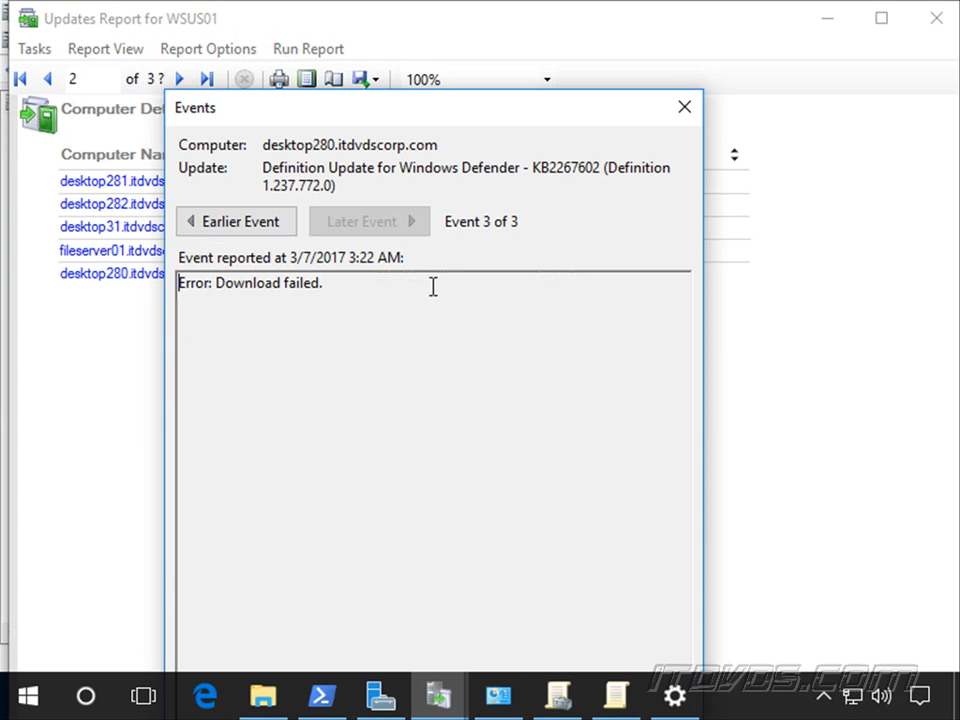 Updates Report for WSUS01
Tasks Report View Report Options Run Report
2 of 3 ? 100%
Computer Det
Events
Computer: desktop280.itdvdscorp.com
Update: Definition Update for Windows Defender - KB2267602 (Definition
1.237.772.0)
Earlier Event Later Event Event 3 of 3
Event reported at 3/7/2017 3:22 AM:
Error: Download failed.
Computer Na
desktop281.itdvds
desktop282.itdvds
desktop31.itdvdsc
fileserver01.itdvds
desktop280.itdvds
ITDVDS.COM